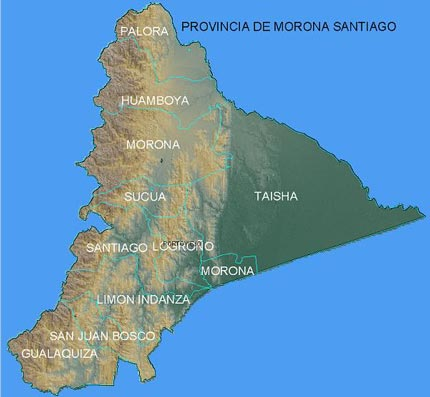 PROVINCIA DE MORONA SANTIAGO
PALORA
HUAMBOYA
MORONA
SUCUA
TAISHA
SANTIAGO
LOGROÑO
MORONA
LIMON INDANZA
SAN JUAN BOSCO
GUALAQUIZA